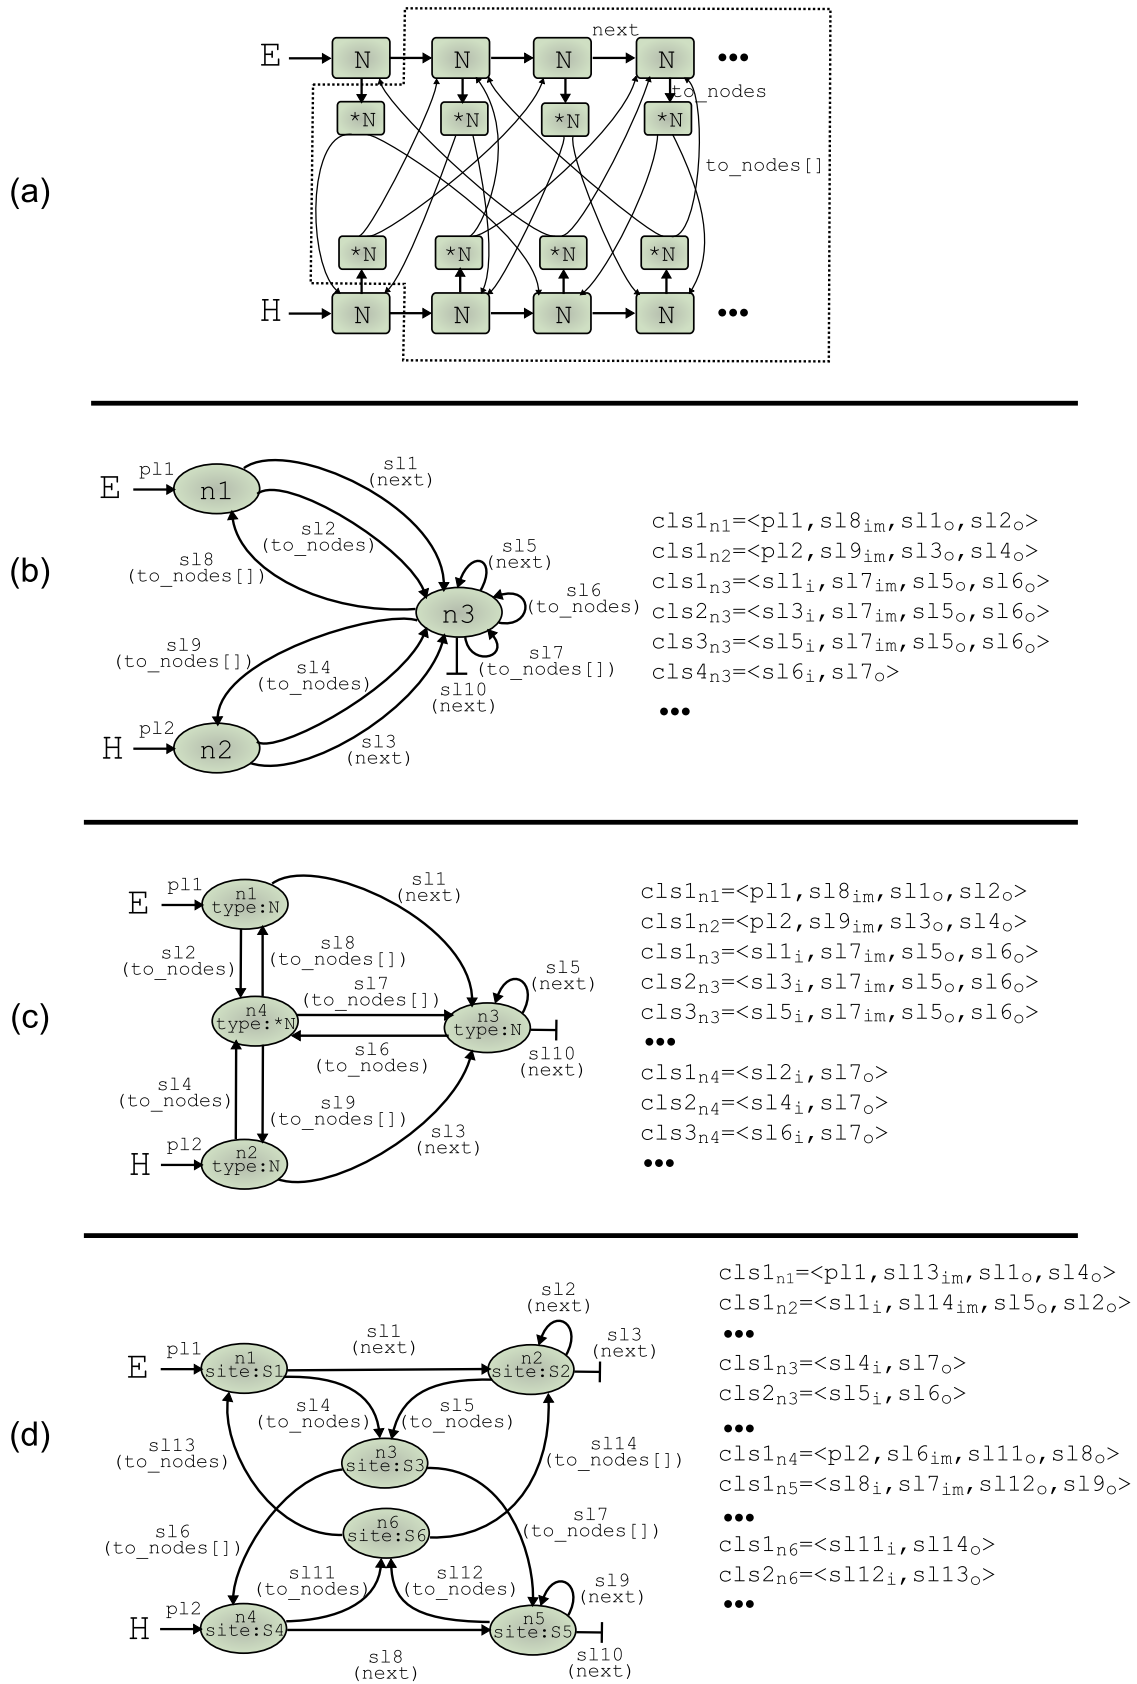 (a)
next
E N N N N •••
to_nodes
*N *N *N *N
to_nodes[]
*N *N *N *N
H N N N N •••
(b)
E pl1 n1
sl1
(next)
sl2
(to_nodes)
sl8
(to_nodes[])
sl5
(next)
sl6
(to_nodes)
n3
sl7
(to_nodes[])
sl9
(to_nodes[])
sl4
(to_nodes)
sl10
(next)
H pl2 n2
sl3
(next)
cls1n1=<pl1,sl8im,sl1o,sl2o>
cls1n2=<pl2,sl9im,sl3o,sl4o>
cls1n3=<sl1i,sl7im,sl5o,sl6o>
cls2n3=<sl3i,sl7im,sl5o,sl6o>
cls3n3=<sl5i,sl7im,sl5o,sl6o>
cls4n3=<sl6i,sl7o>
•••
(c)
E pl1 n1
type:N
sl1
(next)
sl2
(to_nodes)
sl8
(to_nodes[])
sl7
(to_nodes[])
sl5
(next)
n4
type:*N
n3
type:N
sl6
(to_nodes)
sl10
(next)
sl4
(to_nodes)
sl9
(to_nodes[])
sl3
(next)
H pl2 n2
type:N
cls1n1=<pl1,sl8im,sl1o,sl2o>
cls1n2=<pl2,sl9im,sl3o,sl4o>
cls1n3=<sl1i,sl7im,sl5o,sl6o>
cls2n3=<sl3i,sl7im,sl5o,sl6o>
cls3n3=<sl5i,sl7im,sl5o,sl6o>
•••
cls1n4=<sl2i,sl7o>
cls2n4=<sl4i,sl7o>
cls3n4=<sl6i,sl7o>
•••
(d)
E pl1 n1
site:S1
sl1
(next)
sl2
(next)
n2
site:S2
sl3
(next)
sl4
(to_nodes)
sl5
(to_nodes)
sl13
(to_nodes)
n3
site:S3
sl14
(to_nodes[])
n6
site:S6
sl6
(to_nodes[])
sl7
(to_nodes[])
sl11
(to_nodes)
sl12
(to_nodes)
sl9
(next)
H pl2 n4
site:S4
n5
site:S5
sl8
(next)
sl10
(next)
cls1n1=<pl1,sl13im,sl1o,sl4o>
cls1n2=<sl1i,sl14im,sl5o,sl2o>
•••
cls1n3=<sl4i,sl7o>
cls2n3=<sl5i,sl6o>
•••
cls1n4=<pl2,sl6im,sl11o,sl8o>
cls1n5=<sl8i,sl7im,sl12o,sl9o>
•••
cls1n6=<sl11i,sl14o>
cls2n6=<sl12i,sl13o>
•••